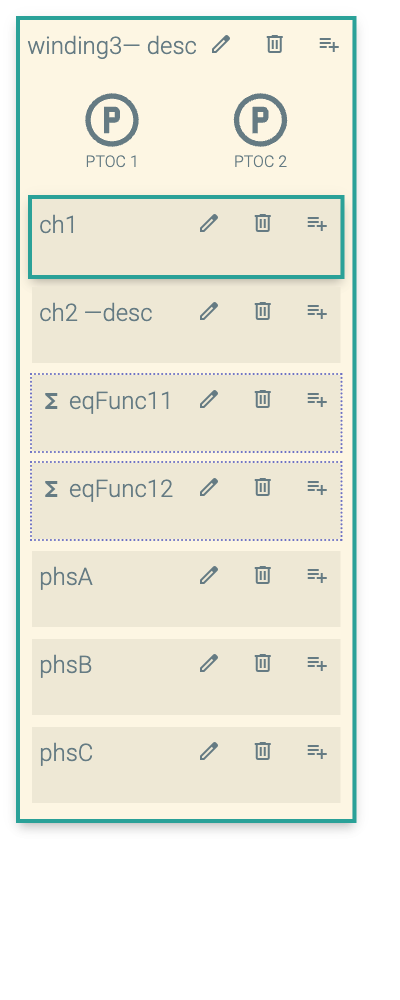 winding3— desc
P P
PTOC 1 PTOC 2
ch1
ch2 —desc
Σ eqFunc11
Σ eqFunc12
phsA
phsB
phsC